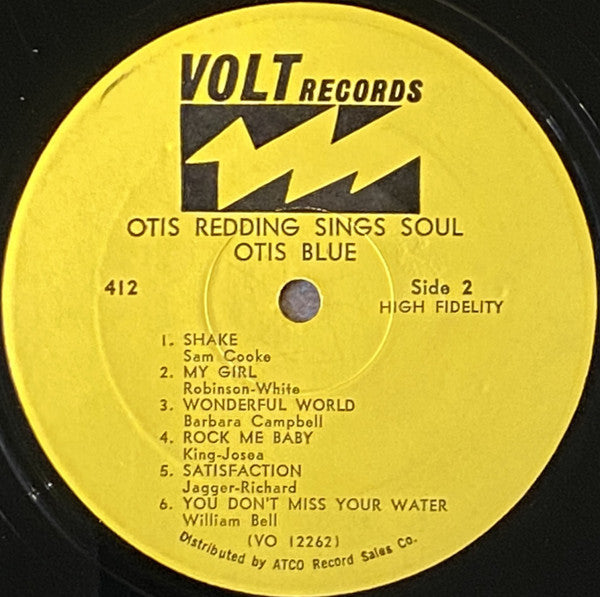 VOLT RECORDS
OTIS REDDING SINGS SOUL
OTIS BLUE
412
Side 2
HIGH FIDELITY
1. SHAKE
Sam Cooke
2. MY GIRL
Robinson-White
3. WONDERFUL WORLD
Barbara Campbell
4. ROCK ME BABY
King-Josea
5. SATISFACTION
Jagger-Richard
6. YOU DON'T MISS YOUR WATER
William Bell
(VO 12262)
Distributed by ATCO Record Sales Co.